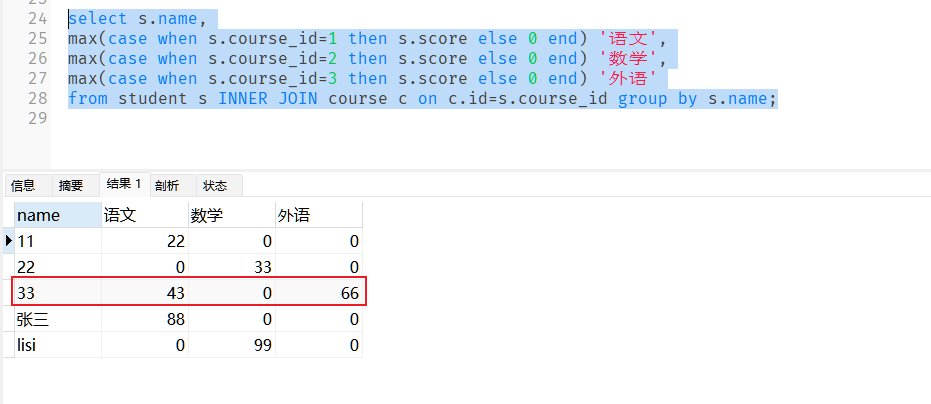 24 select s.name,
25 max(case when s.course_id=1 then s.score else 0 end) '语文',
26 max(case when s.course_id=2 then s.score else 0 end) '数学',
27 max(case when s.course_id=3 then s.score else 0 end) '外语'
28 from student s INNER JOIN course c on c.id=s.course_id group by s.name;
29
信息 摘要 结果 1 剖析 状态
name 语文 数学 外语
11 22 0 0
22 0 33 0
33 43 0 66
张三 88 0 0
lisi 0 99 0